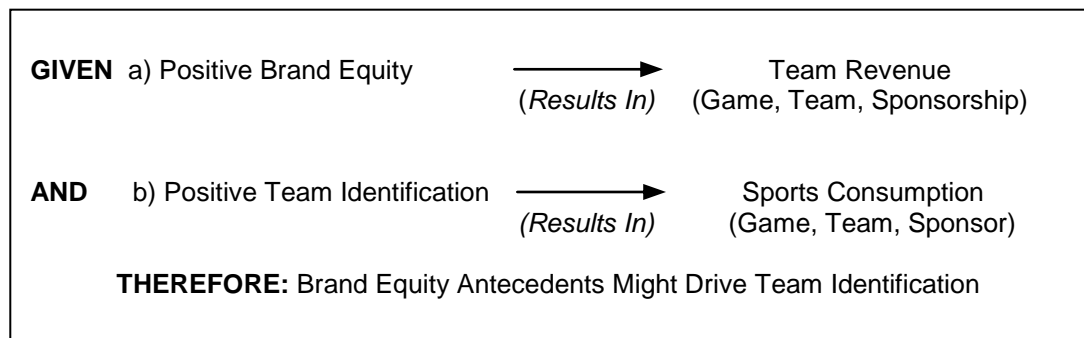 GIVEN a) Positive Brand Equity Team Revenue
(Results In) (Game, Team, Sponsorship)
AND b) Positive Team Identification Sports Consumption
(Results In) (Game, Team, Sponsor)
THEREFORE: Brand Equity Antecedents Might Drive Team Identification